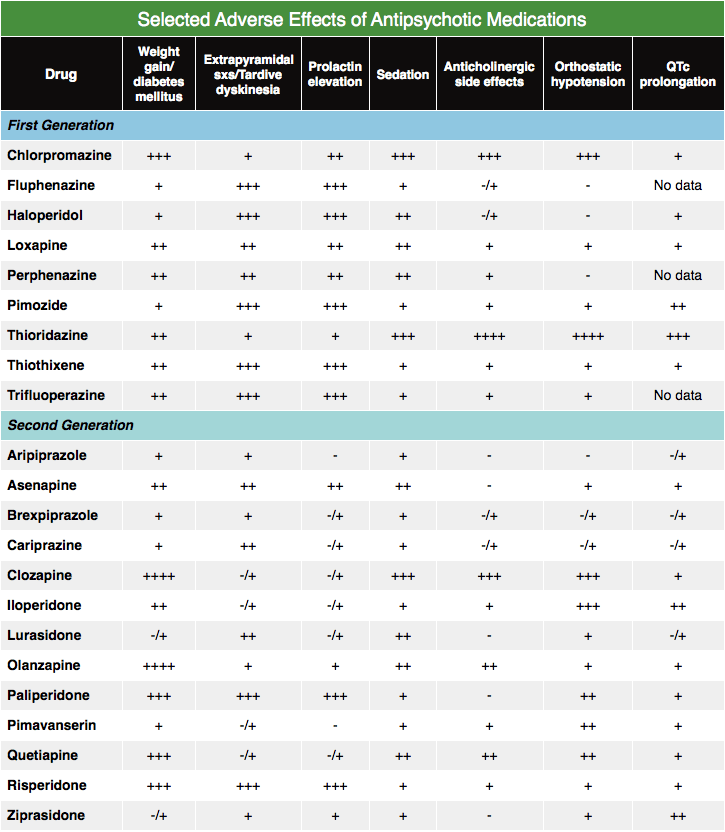 Selected Adverse Effects of Antipsychotic Medications
Drug | Weight gain/ diabetes mellitus | Extrapyramidal sxs/Tardive dyskinesia | Prolactin elevation | Sedation | Anticholinergic side effects | Orthostatic hypotension | QTc prolongation
First Generation
Chlorpromazine +++ + ++ +++ +++ +++ +
Fluphenazine + +++ +++ + -/+ - No data
Haloperidol + +++ +++ ++ -/+ - +
Loxapine ++ ++ ++ ++ + + +
Perphenazine ++ ++ ++ ++ + - No data
Pimozide + +++ +++ + + + ++
Thioridazine ++ + + +++ ++++ ++++ +++
Thiothixene ++ +++ +++ + + + +
Trifluoperazine ++ +++ +++ + + + No data
Second Generation
Aripiprazole + + - + - - -/+
Asenapine ++ ++ ++ ++ - + +
Brexpiprazole + + -/+ + -/+ -/+ -/+
Cariprazine + ++ -/+ + -/+ -/+ -/+
Clozapine ++++ -/+ -/+ +++ +++ +++ +
Iloperidone ++ -/+ -/+ + + +++ ++
Lurasidone -/+ ++ -/+ ++ - + -/+
Olanzapine ++++ + + ++ ++ + +
Paliperidone +++ +++ +++ + - ++ +
Pimavanserin + -/+ - + + ++ +
Quetiapine +++ -/+ -/+ ++ ++ ++ +
Risperidone +++ +++ +++ + + + +
Ziprasidone -/+ + + + - + ++